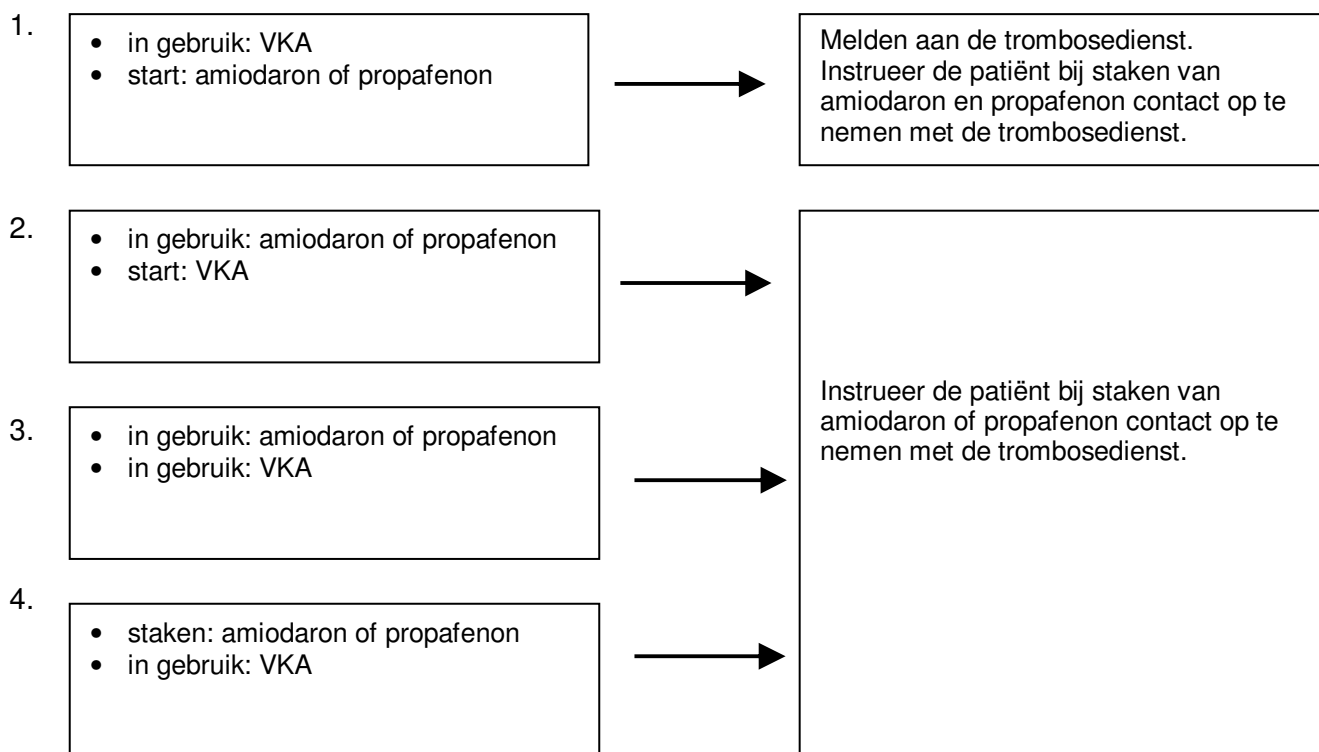 1.
• in gebruik: VKA
• start: amiodaron of propafenon
Melden aan de trombosedienst.
Instrueer de patiënt bij staken van
amiodaron en propafenon contact op te
nemen met de trombosedienst.
2.
• in gebruik: amiodaron of propafenon
• start: VKA
3.
• in gebruik: amiodaron of propafenon
• in gebruik: VKA
4.
• staken: amiodaron of propafenon
• in gebruik: VKA
Instrueer de patiënt bij staken van
amiodaron of propafenon contact op te
nemen met de trombosedienst.